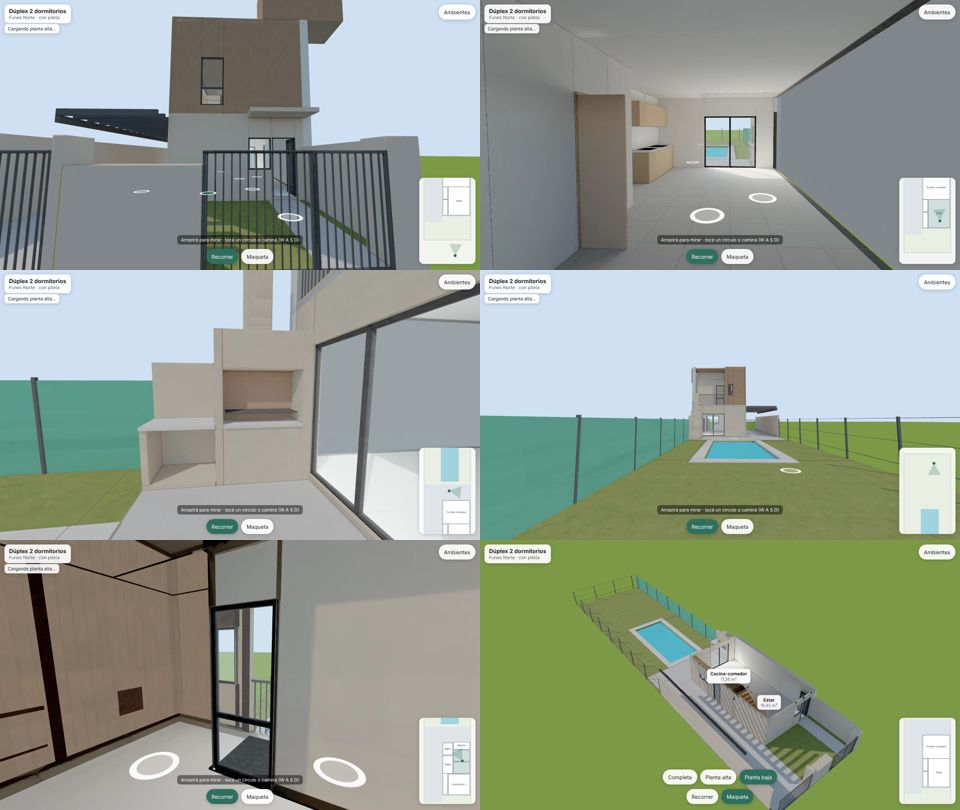 Dúplex 2 dormitorios
Funes Norte · con pileta
Cargando planta alta...
Ambientes
Estar
Arrastrá para mirar · tocá un círculo o caminá (W A S D)
Recorrer
Maqueta
Dúplex 2 dormitorios
Funes Norte · con pileta
Cargando planta alta...
Ambientes
Cocina-comedor
Arrastrá para mirar · tocá un círculo o caminá (W A S D)
Recorrer
Maqueta
Dúplex 2 dormitorios
Funes Norte · con pileta
Cargando planta alta...
Ambientes
Cocina-comedor
Arrastrá para mirar · tocá un círculo o caminá (W A S D)
Recorrer
Maqueta
Dúplex 2 dormitorios
Funes Norte · con pileta
Cargando planta alta...
Ambientes
Arrastrá para mirar · tocá un círculo o caminá (W A S D)
Recorrer
Maqueta
Dúplex 2 dormitorios
Funes Norte · con pileta
Cargando planta alta...
Ambientes
Arrastrá para mirar · tocá un círculo o caminá (W A S D)
Recorrer
Maqueta
Dúplex 2 dormitorios
Funes Norte · con pileta
Ambientes
Cocina-comedor
Estar
Cocina-comedor
Estar
Completa
Planta alta
Planta baja
Recorrer
Maqueta